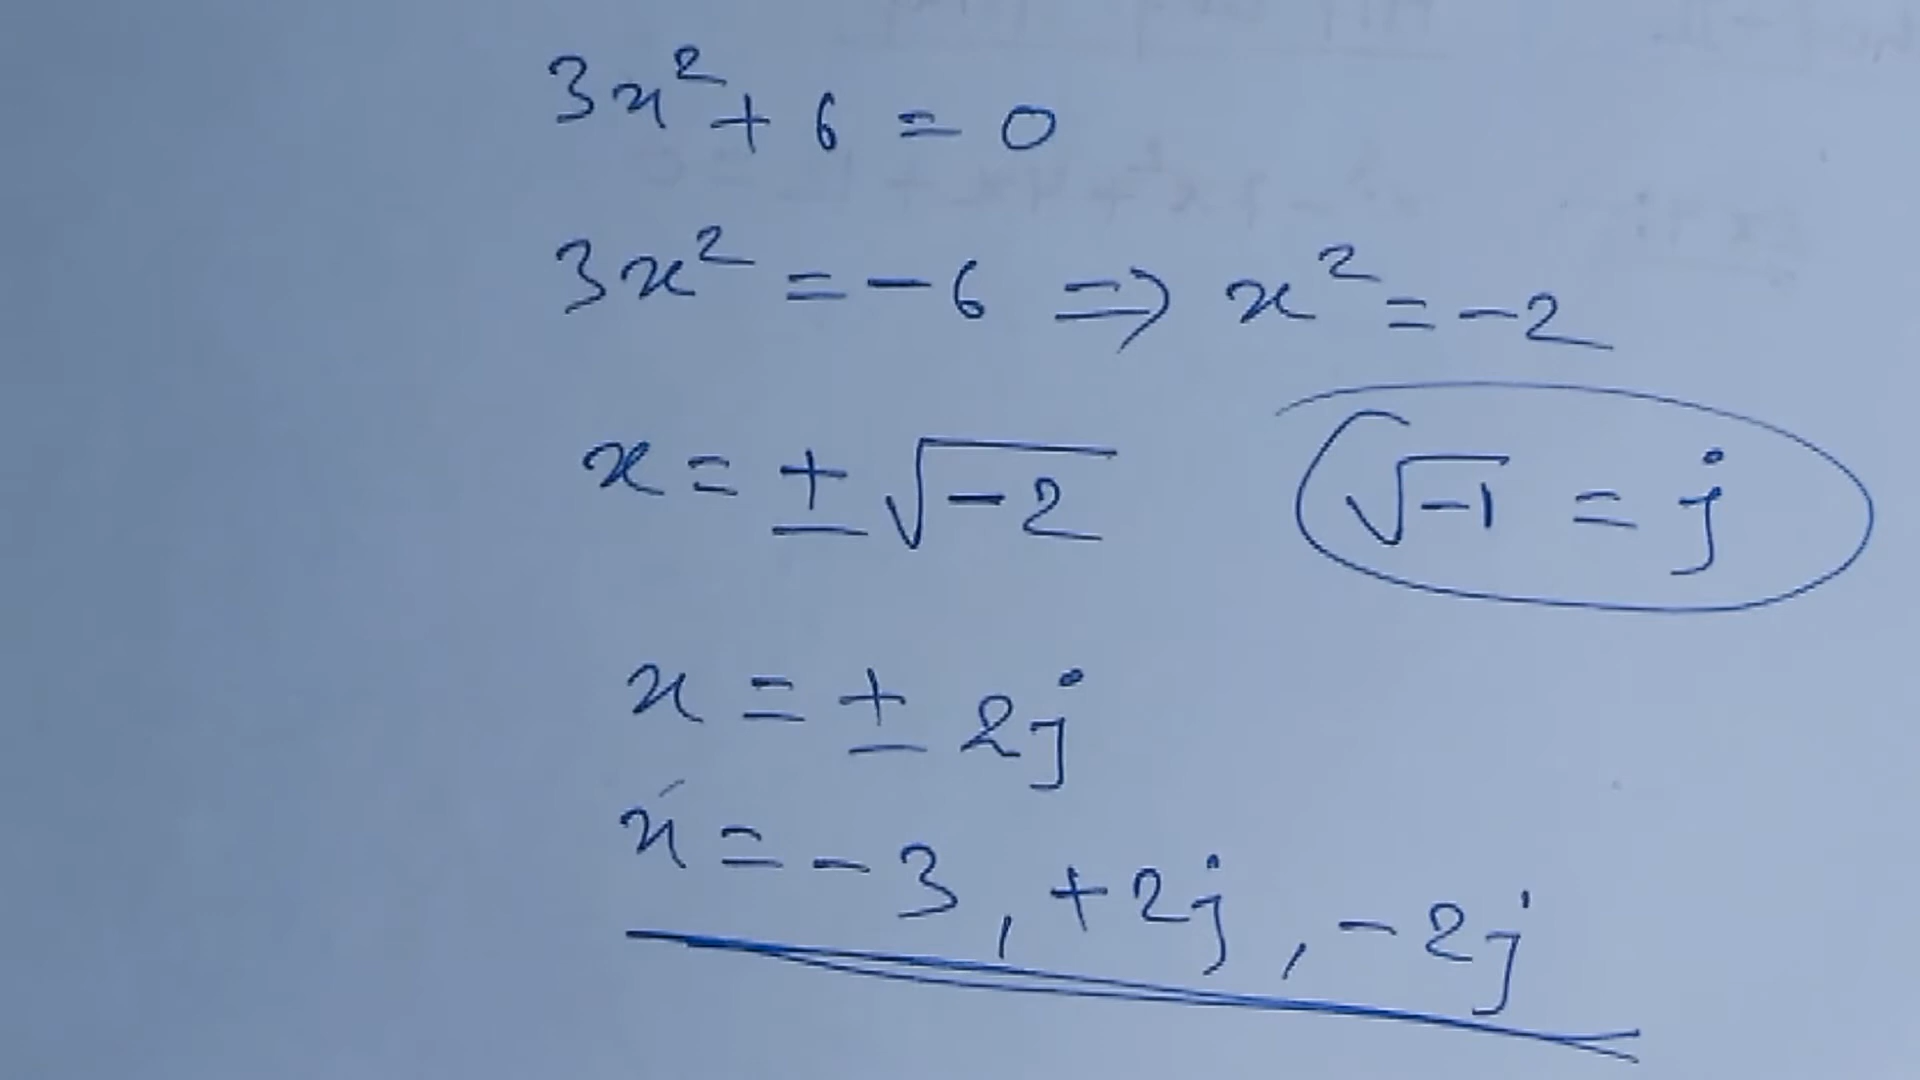 3x² + 6 = 0
3x² = -6 ⇒ x² = -2
x = ± √-2
√-1 = j
x = ± 2j
x = -3, +2j, -2j